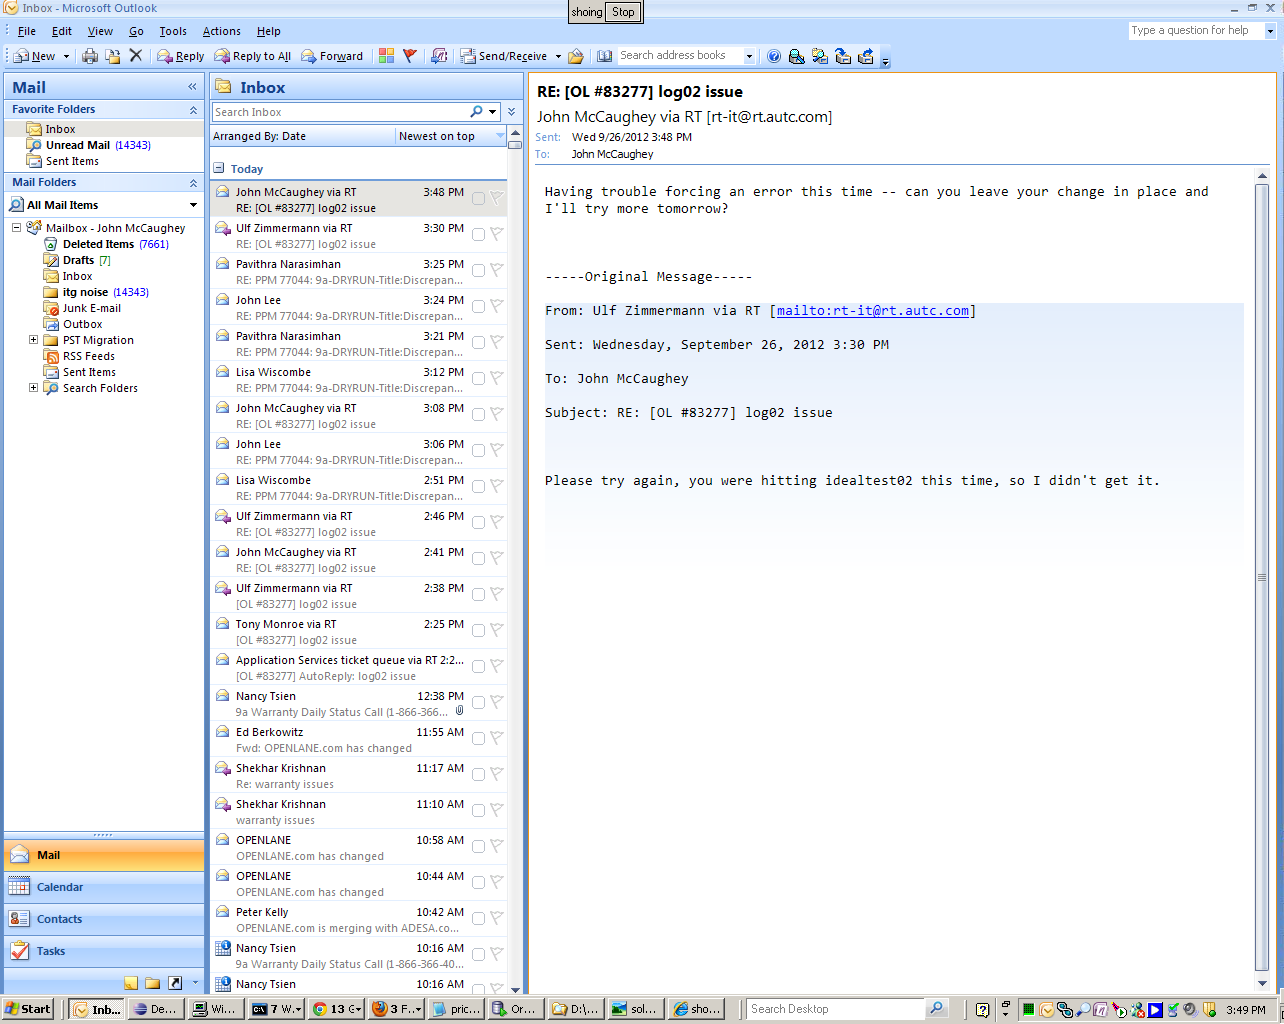 Inbox - Microsoft Outlook
shoing Stop
File Edit View Go Tools Actions Help
Type a question for help
New Reply Reply to All Forward Send/Receive Search address books
Mail
Favorite Folders
Inbox
Unread Mail (14343)
Sent Items
Mail Folders
All Mail Items
Mailbox - John McCaughey
Deleted Items (7661)
Drafts [7]
Inbox
itg noise (14343)
Junk E-mail
Outbox
PST Migration
RSS Feeds
Sent Items
Search Folders
Mail
Calendar
Contacts
Tasks
Inbox
Search Inbox
Arranged By: Date Newest on top
Today
John McCaughey via RT 3:48 PM
RE: [OL #83277] log02 issue
Ulf Zimmermann via RT 3:30 PM
RE: [OL #83277] log02 issue
Pavithra Narasimhan 3:25 PM
RE: PPM 77044: 9a-DRYRUN-Title:Discrepan...
John Lee 3:24 PM
RE: PPM 77044: 9a-DRYRUN-Title:Discrepan...
Pavithra Narasimhan 3:21 PM
RE: PPM 77044: 9a-DRYRUN-Title:Discrepan...
Lisa Wiscombe 3:12 PM
RE: PPM 77044: 9a-DRYRUN-Title:Discrepan...
John McCaughey via RT 3:08 PM
RE: [OL #83277] log02 issue
John Lee 3:06 PM
RE: PPM 77044: 9a-DRYRUN-Title:Discrepan...
Lisa Wiscombe 2:51 PM
RE: PPM 77044: 9a-DRYRUN-Title:Discrepan...
Ulf Zimmermann via RT 2:46 PM
RE: [OL #83277] log02 issue
John McCaughey via RT 2:41 PM
RE: [OL #83277] log02 issue
Ulf Zimmermann via RT 2:38 PM
[OL #83277] log02 issue
Tony Monroe via RT 2:25 PM
[OL #83277] log02 issue
Application Services ticket queue via RT 2:2...
[OL #83277] AutoReply: log02 issue
Nancy Tsien 12:38 PM
9a Warranty Daily Status Call (1-866-366...
Ed Berkowitz 11:55 AM
Fwd: OPENLANE.com has changed
Shekhar Krishnan 11:17 AM
Re: warranty issues
Shekhar Krishnan 11:10 AM
warranty issues
OPENLANE 10:58 AM
OPENLANE.com has changed
OPENLANE 10:44 AM
OPENLANE.com has changed
Peter Kelly 10:42 AM
OPENLANE.com is merging with ADESA.co...
Nancy Tsien 10:16 AM
9a Warranty Daily Status Call (1-866-366-40...
Nancy Tsien 10:16 AM
RE: [OL #83277] log02 issue
John McCaughey via RT [rt-it@rt.autc.com]
Sent: Wed 9/26/2012 3:48 PM
To: John McCaughey
Having trouble forcing an error this time -- can you leave your change in place and
I'll try more tomorrow?
-----Original Message-----
From: Ulf Zimmermann via RT [mailto:rt-it@rt.autc.com]
Sent: Wednesday, September 26, 2012 3:30 PM
To: John McCaughey
Subject: RE: [OL #83277] log02 issue
Please try again, you were hitting idealtest02 this time, so I didn't get it.
Start Inb... De... Wi... 7 W... 13 G 3 F... pric... Or... D:\... sol... sho... Search Desktop 3:49 PM